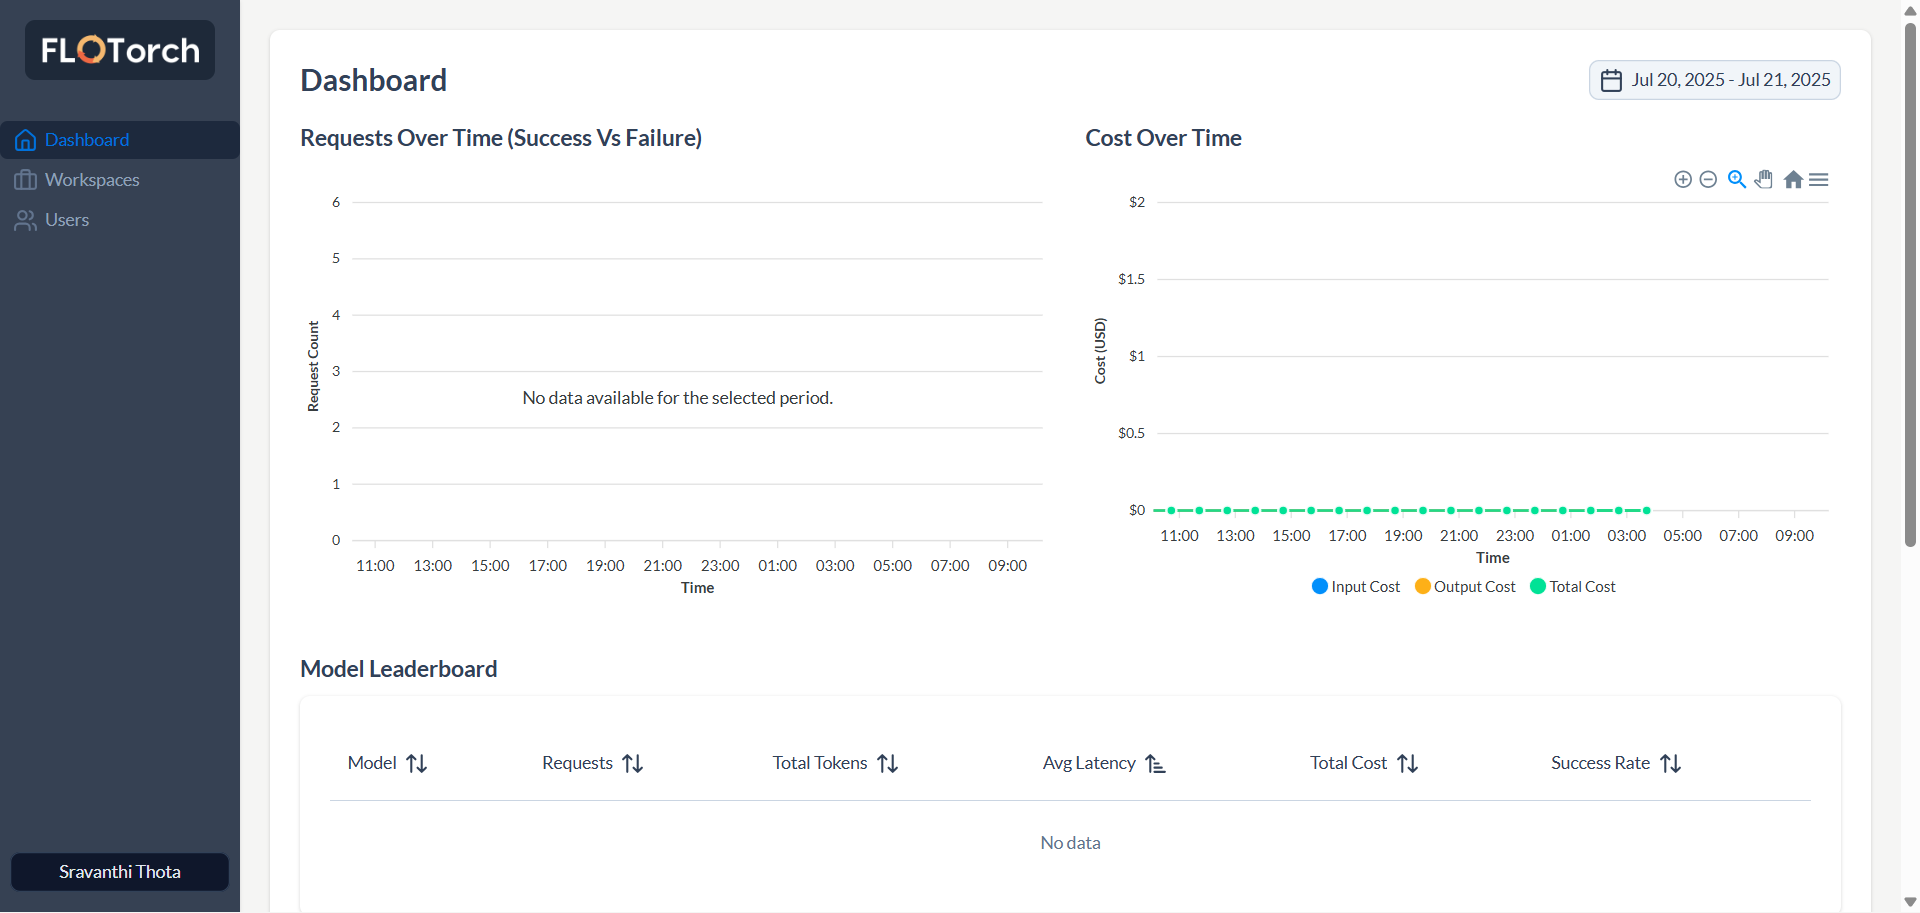 FLOTorch
Dashboard
Workspaces
Users
Sravanthi Thota
Dashboard
Jul 20, 2025 - Jul 21, 2025
Requests Over Time (Success Vs Failure)
6
5
4
3
2
1
0
Request Count
No data available for the selected period.
11:00 13:00 15:00 17:00 19:00 21:00 23:00 01:00 03:00 05:00 07:00 09:00
Time
Cost Over Time
$2
$1.5
$1
$0.5
$0
Cost (USD)
11:00 13:00 15:00 17:00 19:00 21:00 23:00 01:00 03:00 05:00 07:00 09:00
Time
Input Cost Output Cost Total Cost
Model Leaderboard
Model Requests Total Tokens Avg Latency Total Cost Success Rate
No data